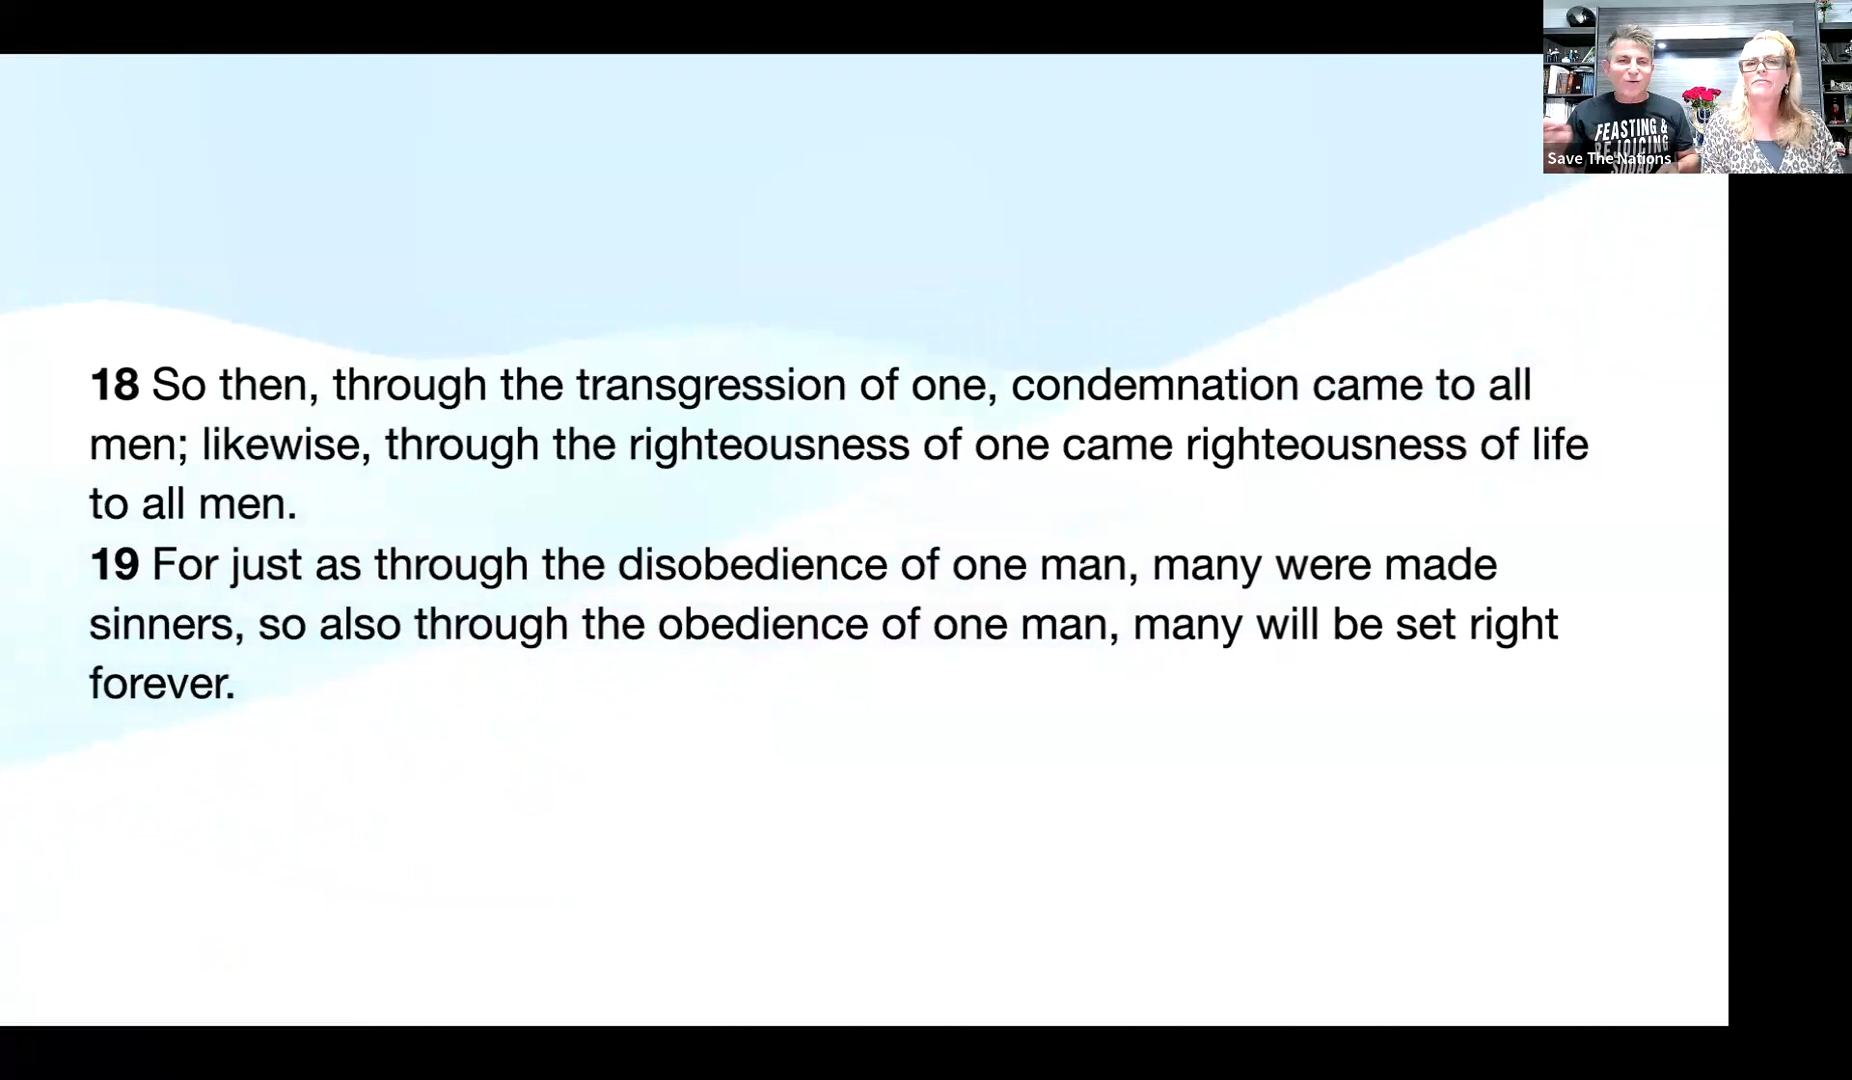 FEASTING &
REJOICING
SQUAD
Save The Nations
18 So then, through the transgression of one, condemnation came to all
men; likewise, through the righteousness of one came righteousness of life
to all men.
19 For just as through the disobedience of one man, many were made
sinners, so also through the obedience of one man, many will be set right
forever.